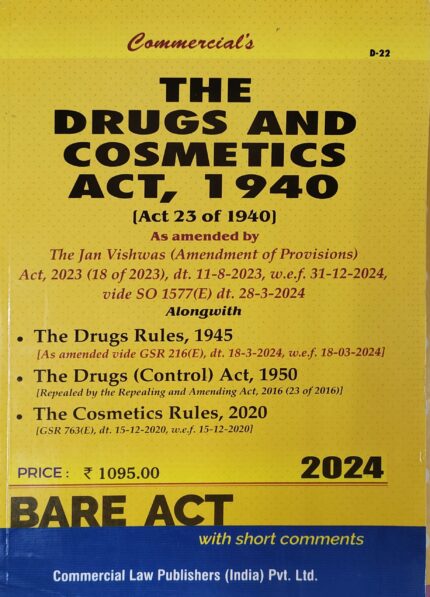 Commercial's
D-22
THE
DRUGS AND
COSMETICS
ACT, 1940
[Act 23 of 1940]
As amended by
The Jan Vishwas (Amendment of Provisions)
Act, 2023 (18 of 2023), dt. 11-8-2023, w.e.f. 31-12-2024,
vide SO 1577(E) dt. 28-3-2024
Alongwith
• The Drugs Rules, 1945
[As amended vide GSR 216(E), dt. 18-3-2024, w.e.f. 18-03-2024]
• The Drugs (Control) Act, 1950
[Repealed by the Repealing and Amending Act, 2016 (23 of 2016)]
• The Cosmetics Rules, 2020
[GSR 763(E), dt. 15-12-2020, w.e.f. 15-12-2020]
PRICE : ₹ 1095.00
2024
BARE ACT
with short comments
Commercial Law Publishers (India) Pvt. Ltd.